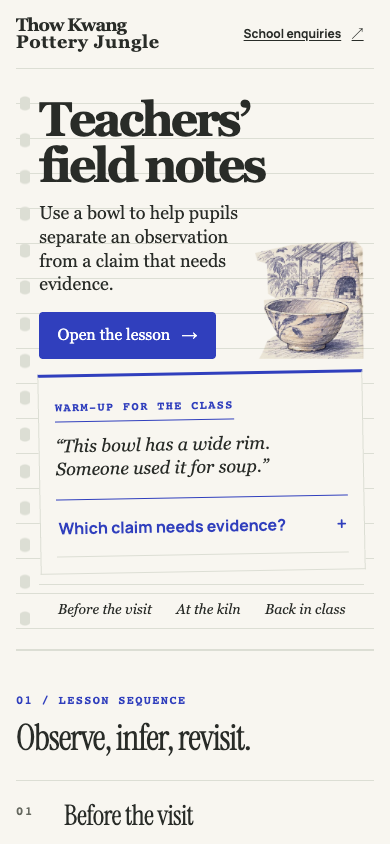 Thow Kwang
Pottery Jungle
School enquiries ↗
Teachers’
field notes
Use a bowl to help pupils
separate an observation
from a claim that needs
evidence.
Open the lesson →
WARM-UP FOR THE CLASS
“This bowl has a wide rim.
Someone used it for soup.”
Which claim needs evidence? +
Before the visit At the kiln Back in class
01 / LESSON SEQUENCE
Observe, infer, revisit.
01 Before the visit